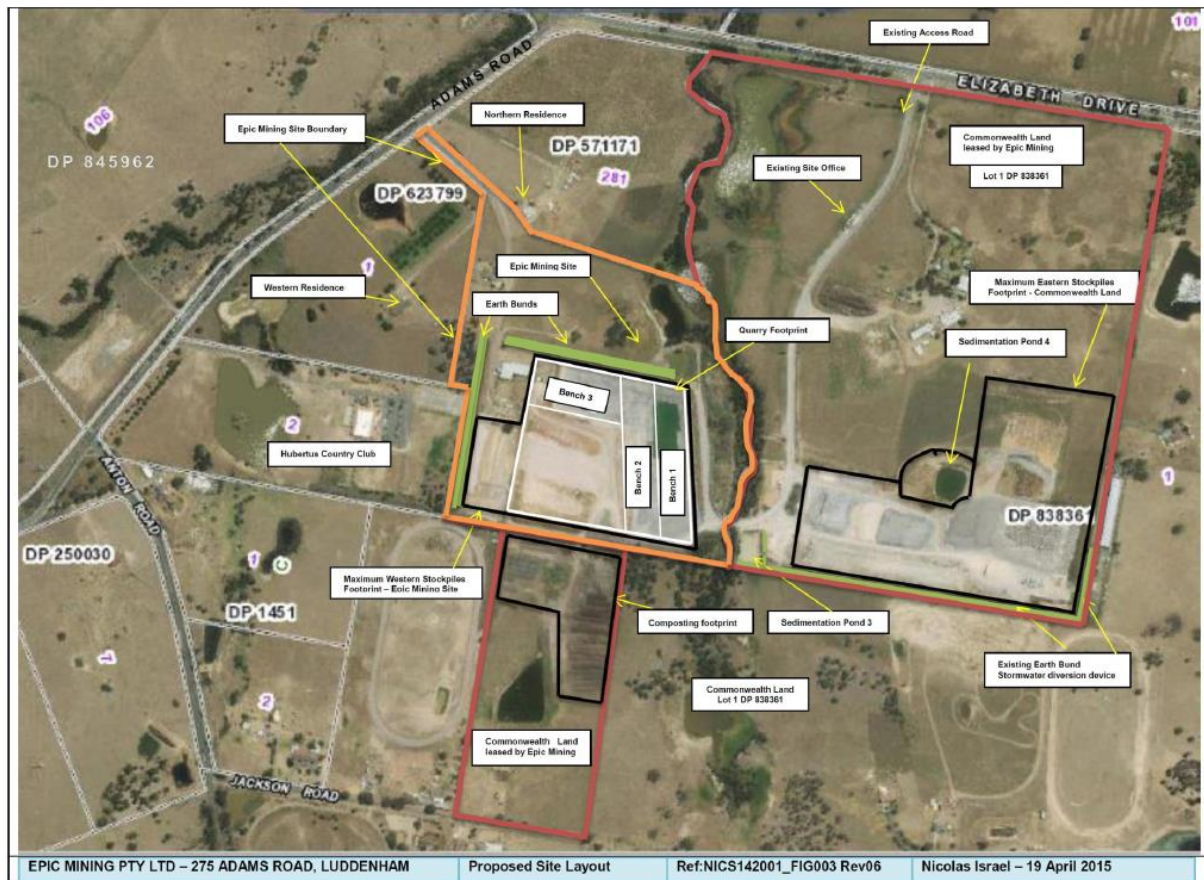 101
Existing Access Road
ADAMS ROAD
ELIZABETH DRIVE
106
DP 845962
Epic Mining Site Boundary
Northern Residence
DP 571171
281
Commonwealth Land
leased by Epic Mining
Lot 1 DP 838361
Existing Site Office
DP 623799
1
Western Residence
Epic Mining Site
Earth Bunds
Maximum Eastern Stockpiles
Footprint - Commonwealth Land
Quarry Footprint
Sedimentation Pond 4
Bench 3
Bench 2
Bench 1
2
Hubertus Country Club
ANTON ROAD
1
DP 838361
DP 250030
1
C
DP 1451
7
2
Maximum Western Stockpiles
Footprint – Epic Mining Site
Composting footprint
Sedimentation Pond 3
Existing Earth Bund
Stormwater diversion device
Commonwealth Land
Lot 1 DP 838361
Commonwealth Land
leased by Epic Mining
JACKSON ROAD
EPIC MINING PTY LTD – 275 ADAMS ROAD, LUDDENHAM
Proposed Site Layout
Ref:NICS142001_FIG003 Rev06
Nicolas Israel – 19 April 2015